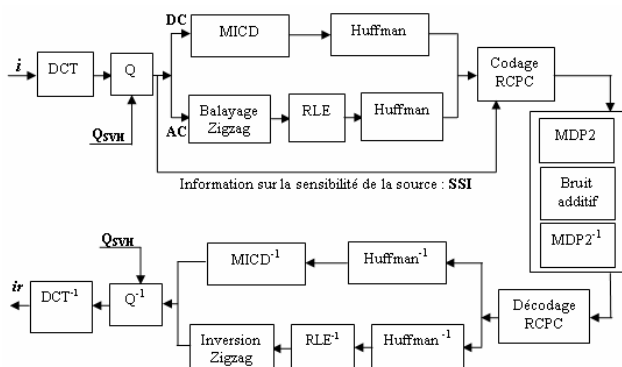 i
DCT
Q
Q_SVH
DC
MICD
Huffman
AC
Balayage
Zigzag
RLE
Huffman
Codage
RCPC
Information sur la sensibilité de la source : SSI
MDP2
Bruit
additif
MDP2⁻¹
Décodage
RCPC
Huffman⁻¹
MICD⁻¹
Huffman⁻¹
RLE⁻¹
Inversion
Zigzag
Q_SVH
Q⁻¹
DCT⁻¹
ir